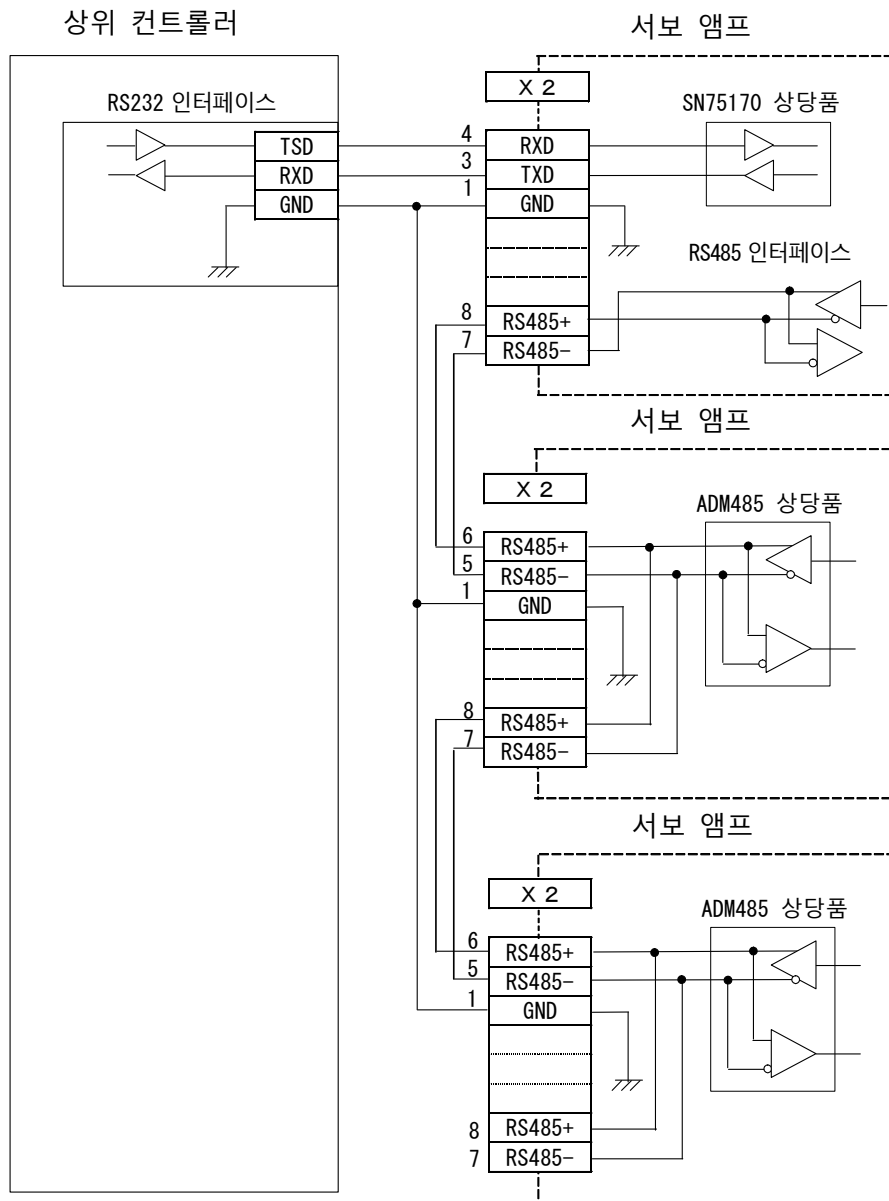 상위 컨트롤러
서보 앰프
X 2
RS232 인터페이스
SN75170 상당품
TSD
4
RXD
RXD
3
TXD
GND
1
GND
RS485 인터페이스
8
RS485+
7
RS485-
서보 앰프
X 2
ADM485 상당품
6
RS485+
5
RS485-
1
GND
8
RS485+
7
RS485-
서보 앰프
X 2
ADM485 상당품
6
RS485+
5
RS485-
1
GND
8
RS485+
7
RS485-